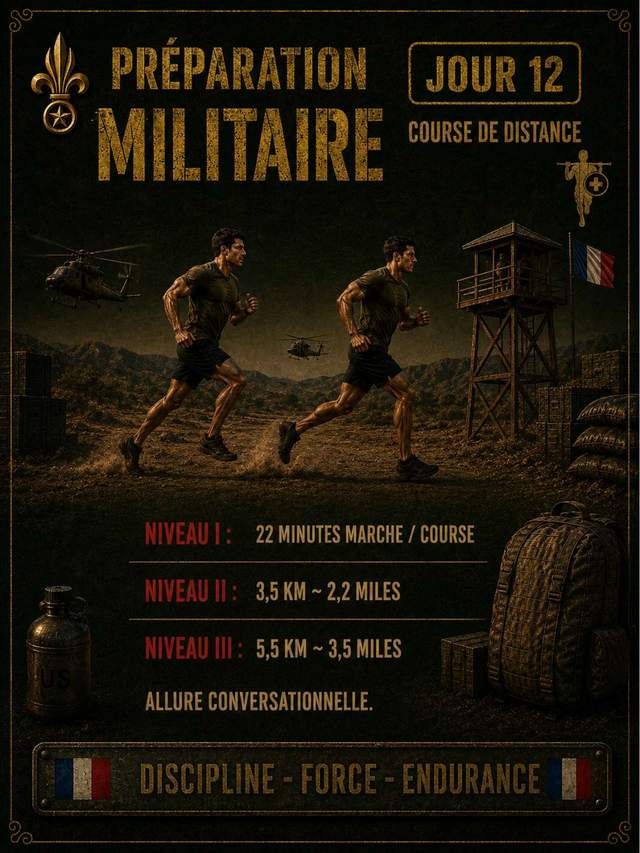 PRÉPARATION
MILITAIRE
JOUR 12
COURSE DE DISTANCE
NIVEAU I : 22 MINUTES MARCHE / COURSE
NIVEAU II : 3,5 KM ~ 2,2 MILES
NIVEAU III : 5,5 KM ~ 3,5 MILES
ALLURE CONVERSATIONNELLE.
US
DISCIPLINE - FORCE - ENDURANCE